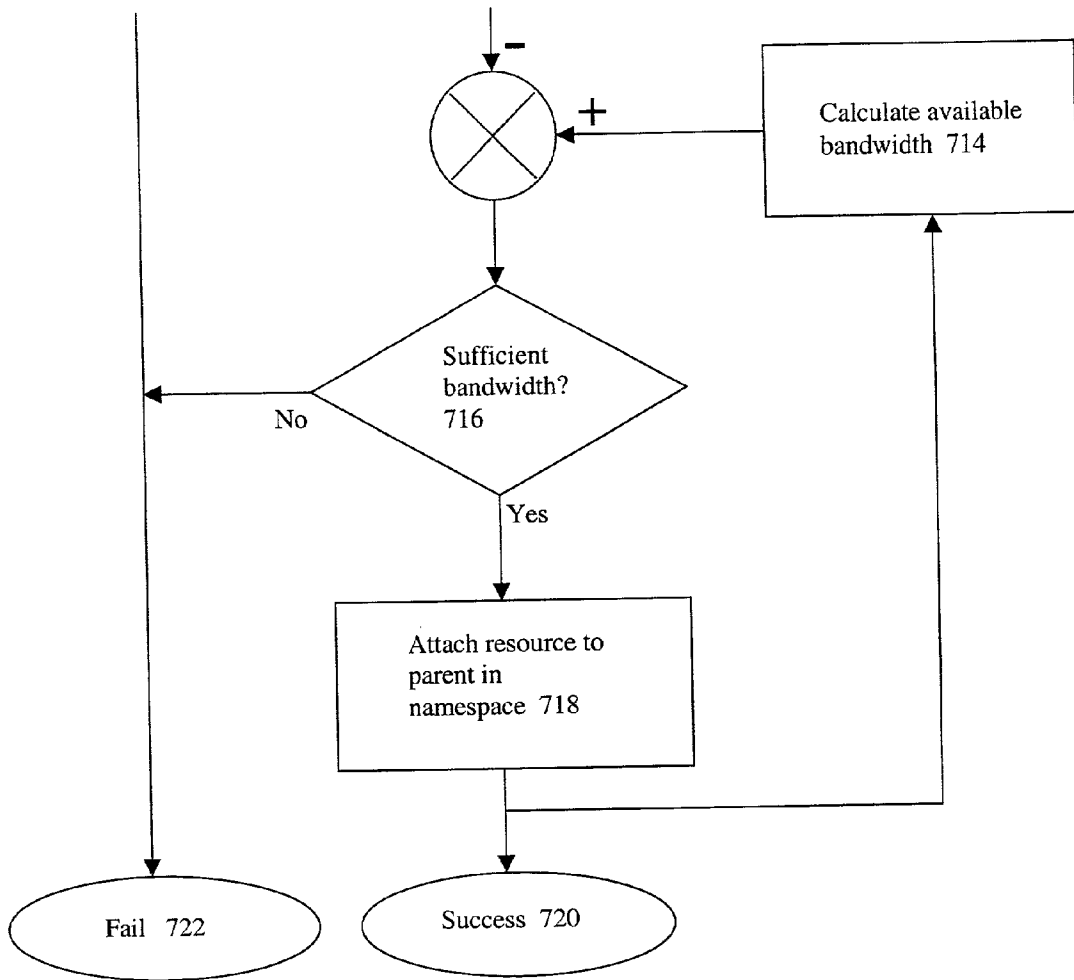 -
+
Calculate available
bandwidth 714
Sufficient
bandwidth?
716
No
Yes
Attach resource to
parent in
namespace 718
Fail 722
Success 720